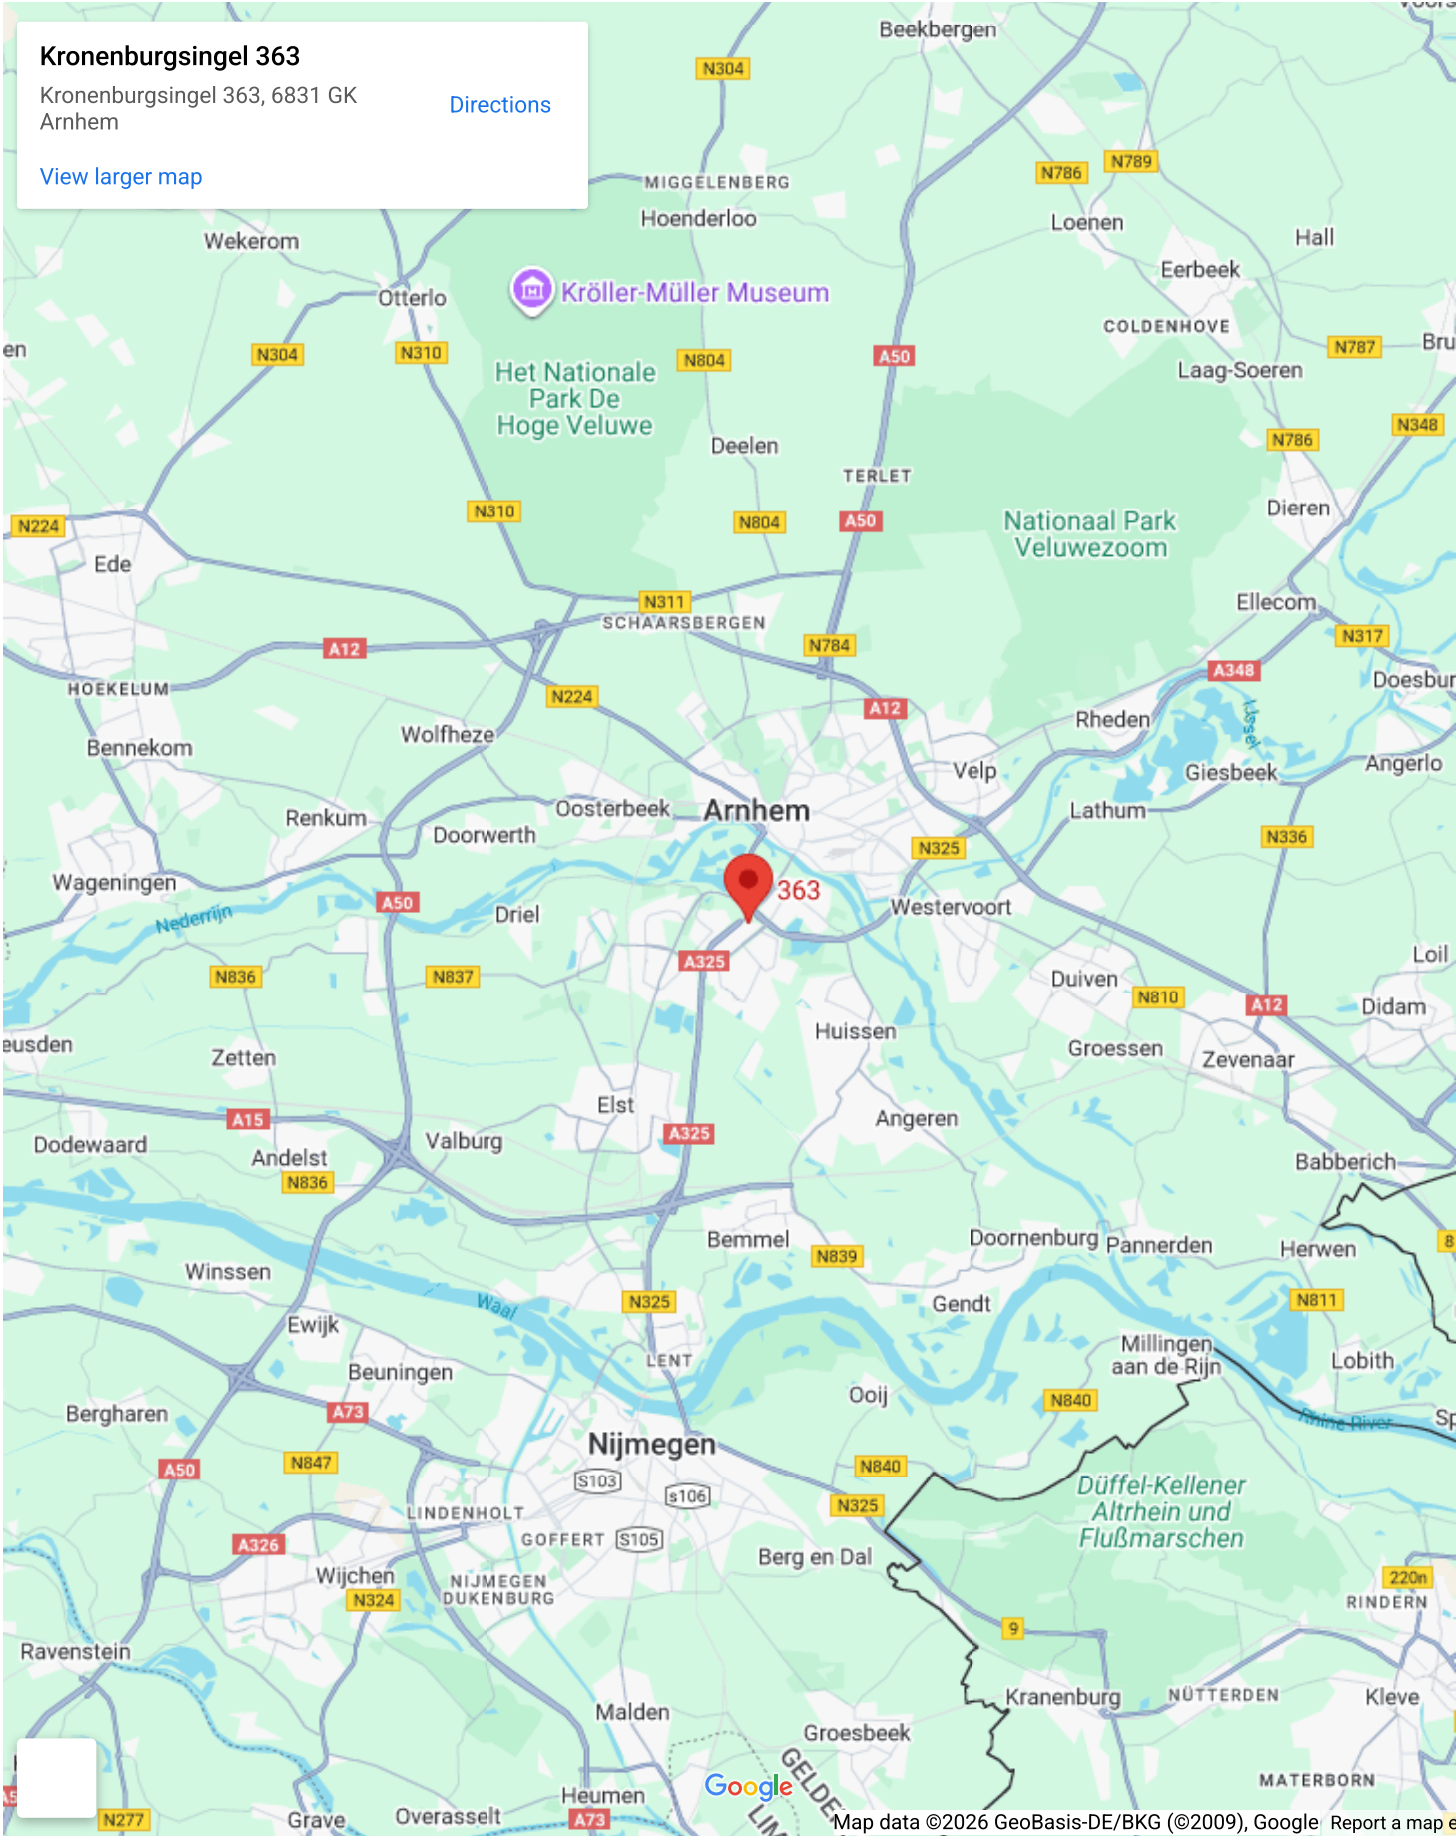 Kronenburgsingel 363
Kronenburgsingel 363, 6831 GK
Arnhem
Directions
View larger map
Beekbergen
N304
N789
N786
MIGGELENBERG
Hoenderloo
Loenen
Wekerom
Hall
Eerbeek
Kröller-Müller Museum
Otterlo
COLDENHOVE
N304
N310
N804
A50
N787
Laag-Soeren
Het Nationale
Park De
Hoge Veluwe
N348
Deelen
N786
TERLET
N310
Dieren
N224
N804
A50
Nationaal Park
Veluwezoom
Ede
N311
Ellecom
SCHAARSBERGEN
N317
A12
N784
A348
HOEKELUM
N224
A12
IJssel
Rheden
Wolfheze
Bennekom
Velp
Giesbeek
Angerlo
Oosterbeek
Arnhem
Lathum
Renkum
Doorwerth
N336
N325
Wageningen
363
A50
Westervoort
Driel
Nederrijn
A325
Loil
N836
N837
Duiven
N810
A12
Didam
Huissen
Zetten
Groessen
Zevenaar
Elst
A15
Angeren
A325
Dodewaard
Valburg
Andelst
Babberich
N836
Bemmel
Doornenburg
Pannerden
Herwen
N839
Winssen
N325
Waal
Gendt
N811
Ewijk
Millingen
aan de Rijn
LENT
Lobith
Beuningen
Ooij
N840
Bergharen
A73
Rhine River
Nijmegen
N847
A50
N840
S103
s106
Düffel-Kellener
Altrhein und
Flußmarschen
N325
LINDENHOLT
GOFFERT
S105
A326
Berg en Dal
Wijchen
NIJMEGEN
DUKENBURG
220n
N324
RINDERN
9
Ravenstein
Kranenburg
NÜTTERDEN
Kleve
Malden
Groesbeek
MATERBORN
Google
Heumen
N277
Grave
Overasselt
A73
Map data ©2026 GeoBasis-DE/BKG (©2009), Google
Report a map e